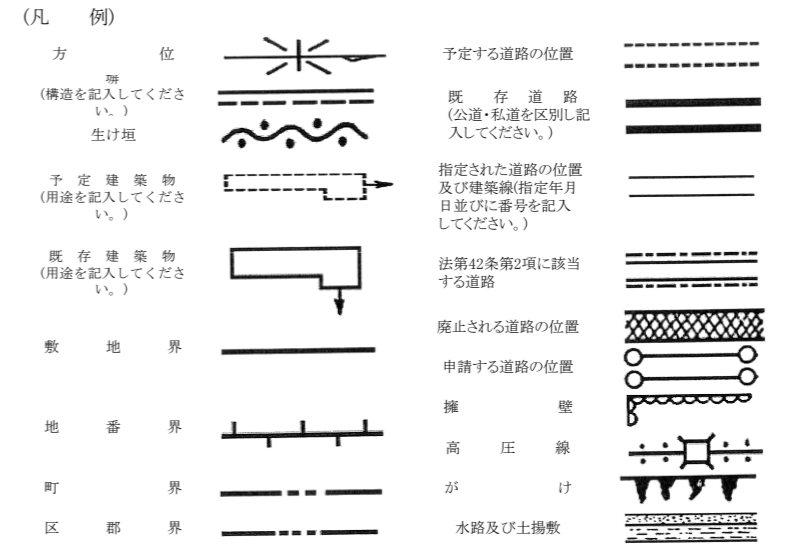 (凡 例)
方 位
(構造を記入してくださ
い。)
生け垣
予 定 建 築 物
(用途を記入してくださ
い。)
既 存 建 築 物
(用途を記入してくださ
い。)
敷 地 界
地 番 界
町 界
区 郡 界
予定する道路の位置
既 存 道 路
(公道・私道を区別し記
入してください。)
指定された道路の位置
及び建築線(指定年月
日並びに番号を記入
してください。)
法第42条第2項に該当
する道路
廃止される道路の位置
申請する道路の位置
擁 壁
高 圧 線
が け
水路及び土揚敷